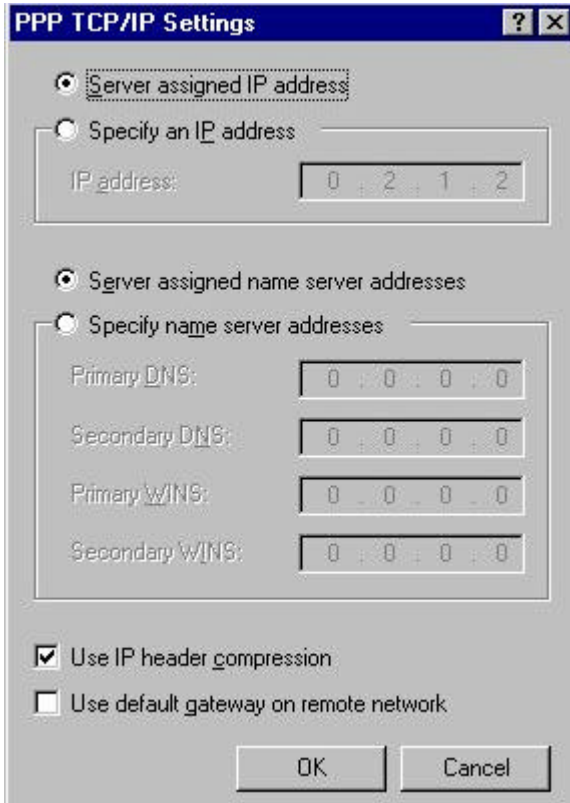 PPP TCP/IP Settings
Server assigned IP address
Specify an IP address
IP address: 0 . 2 . 1 . 2
Server assigned name server addresses
Specify name server addresses
Primary DNS: 0 . 0 . 0 . 0
Secondary DNS: 0 . 0 . 0 . 0
Primary WINS: 0 . 0 . 0 . 0
Secondary WINS: 0 . 0 . 0 . 0
Use IP header compression
Use default gateway on remote network
OK Cancel